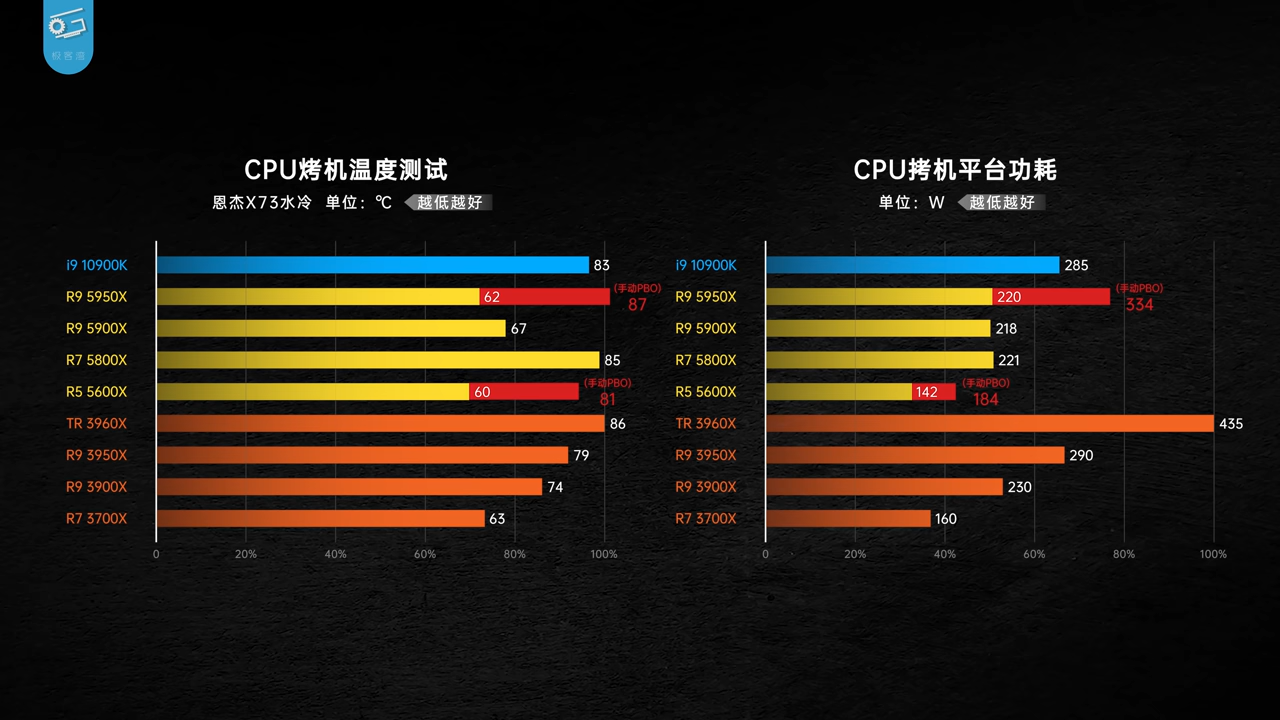 极客湾
CPU烤机温度测试
恩杰X73水冷 单位：℃ 越低越好
i9 10900K 83
R9 5950X 62 (手动PBO) 87
R9 5900X 67
R7 5800X 85
R5 5600X 60 (手动PBO) 81
TR 3960X 86
R9 3950X 79
R9 3900X 74
R7 3700X 63
0 20% 40% 60% 80% 100%
CPU拷机平台功耗
单位：W 越低越好
i9 10900K 285
R9 5950X 220 (手动PBO) 334
R9 5900X 218
R7 5800X 221
R5 5600X 142 (手动PBO) 184
TR 3960X 435
R9 3950X 290
R9 3900X 230
R7 3700X 160
0 20% 40% 60% 80% 100%